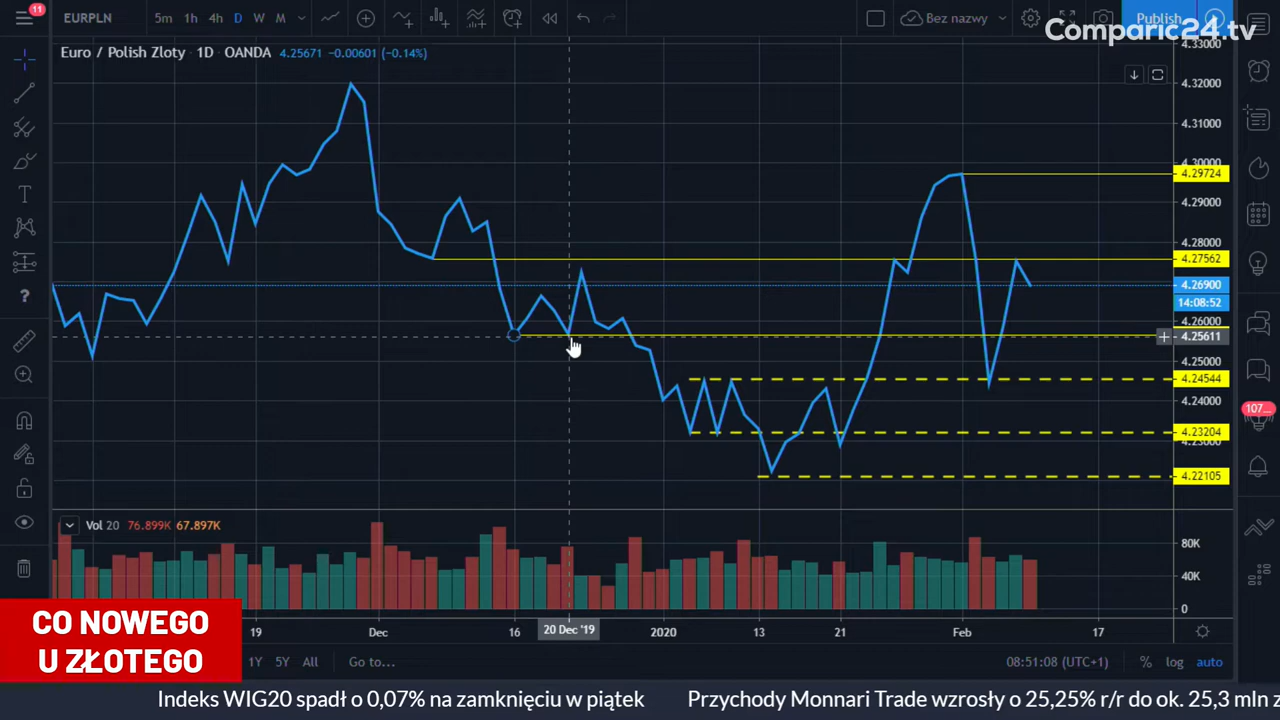 11
EURPLN
5m 1h 4h D W M
Bez nazwy
Publish
Comparic24.tv
Euro / Polish Zloty · 1D · OANDA 4.25671 −0.00601 (−0.14%)
4.33000
4.32000
4.31000
4.30000
4.29724
4.29000
4.28000
4.27562
4.26900
14:08:52
4.26000
4.25611
4.25000
4.24544
4.24000
4.23204
4.23000
4.22105
107...
Vol 20 76.899K 67.897K
80K
40K
0
19 Dec 16 20 Dec '19 2020 13 21 Feb 17
1Y 5Y All Go to... 08:51:08 (UTC+1) % log auto
CO NOWEGO
U ZŁOTEGO
Indeks WIG20 spadł o 0,07% na zamknięciu w piątek Przychody Monnari Trade wzrosły o 25,25% r/r do ok. 25,3 mln z